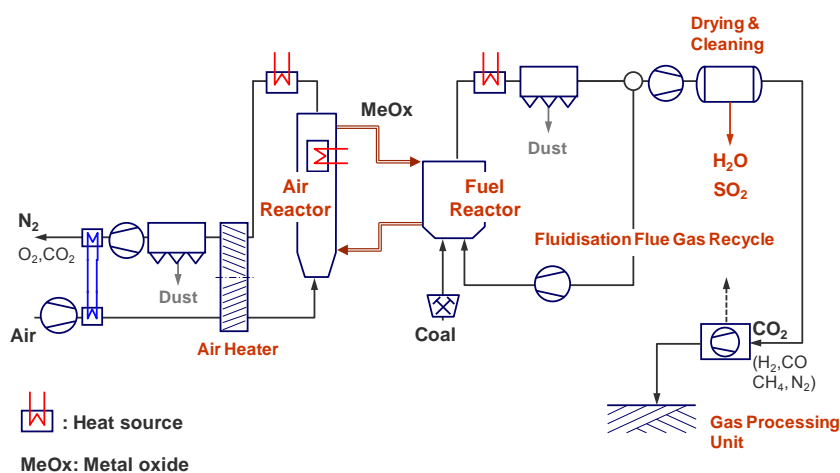 Drying &
Cleaning
MeOx
Dust
H₂O
SO₂
Air
Reactor
Fuel
Reactor
N₂
O₂,CO₂
Fluidisation Flue Gas Recycle
Dust
Air
Air Heater
Coal
CO₂
(H₂,CO
CH₄, N₂)
: Heat source
Gas Processing
Unit
MeOx: Metal oxide